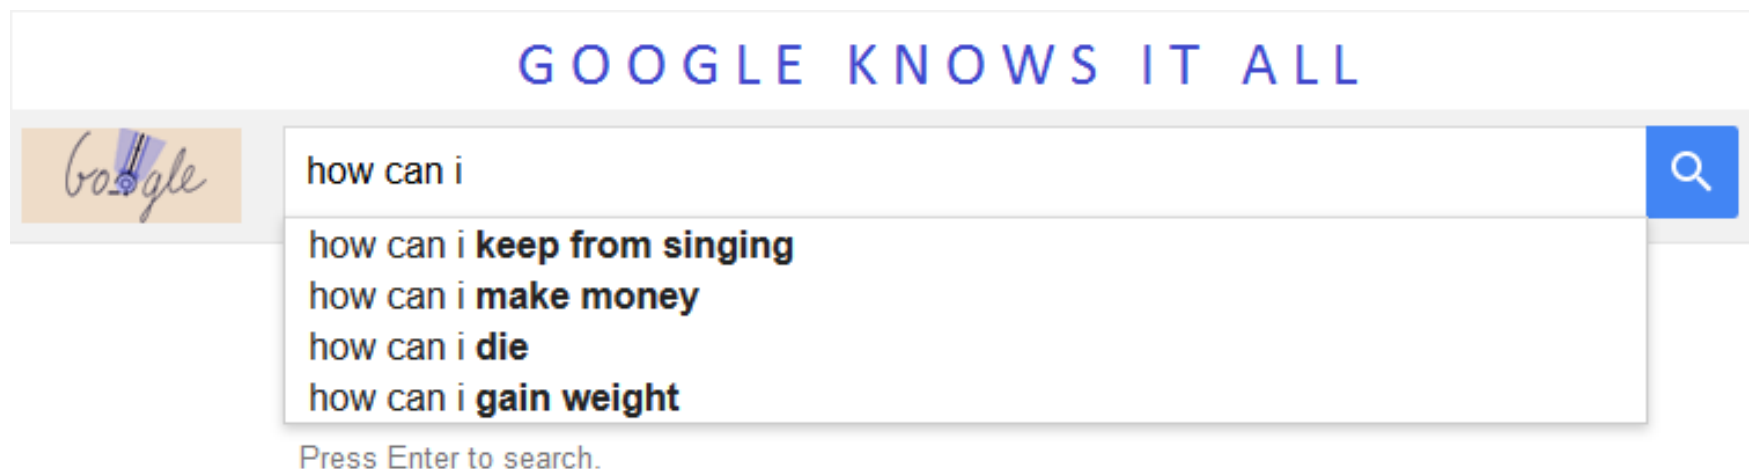 GOOGLE KNOWS IT ALL
Google
how can i
how can i keep from singing
how can i make money
how can i die
how can i gain weight
Press Enter to search.